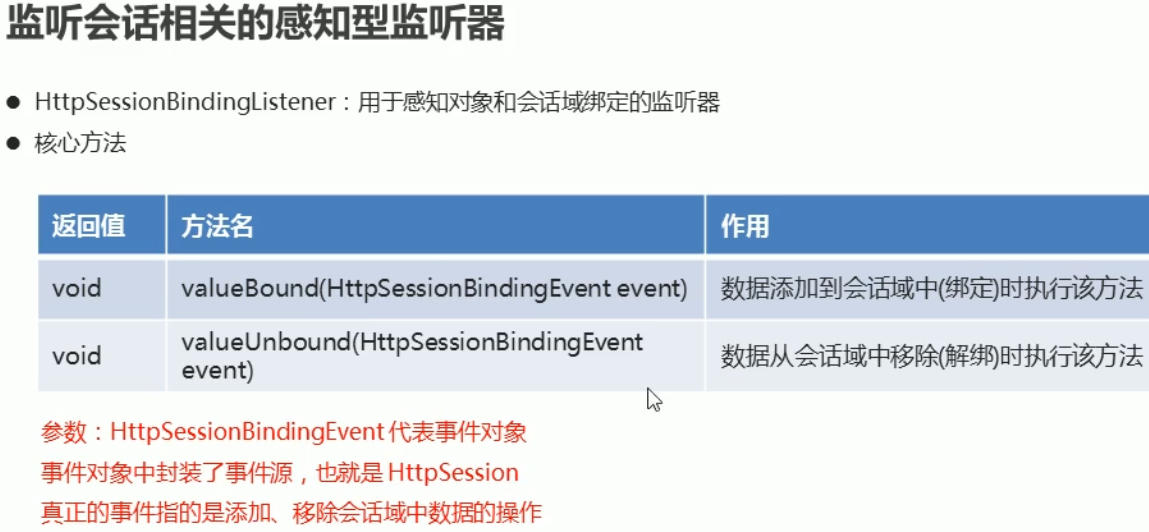 监听会话相关的感知型监听器
● HttpSessionBindingListener：用于感知对象和会话域绑定的监听器
● 核心方法
返回值 方法名 作用
void valueBound(HttpSessionBindingEvent event) 数据添加到会话域中(绑定)时执行该方法
void valueUnbound(HttpSessionBindingEvent
event) 数据从会话域中移除(解绑)时执行该方法
参数：HttpSessionBindingEvent 代表事件对象
事件对象中封装了事件源，也就是 HttpSession
真正的事件指的是添加、移除会话域中数据的操作